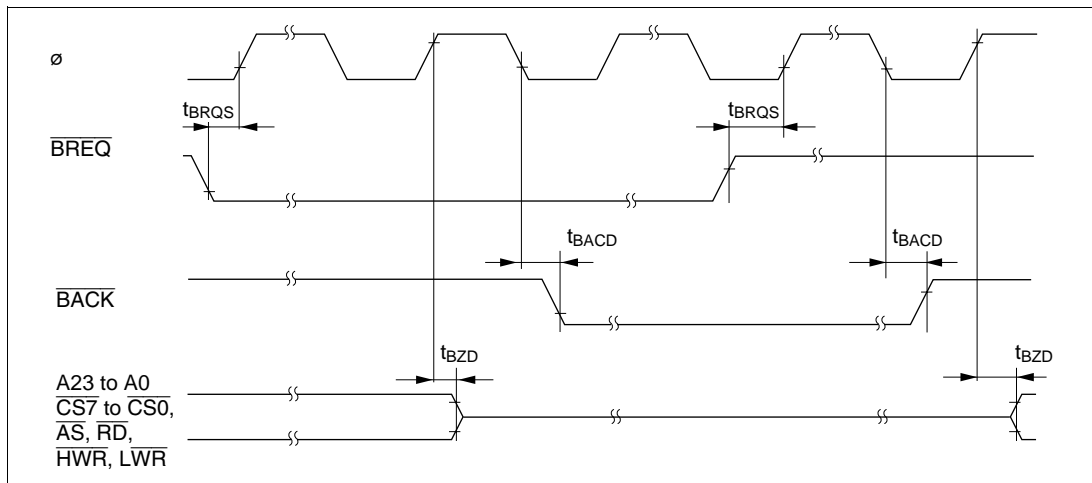 ø
tBRQS tBRQS
BREQ
tBACD tBACD
BACK
tBZD tBZD
A23 to A0
CS7 to CS0,
AS, RD,
HWR, LWR